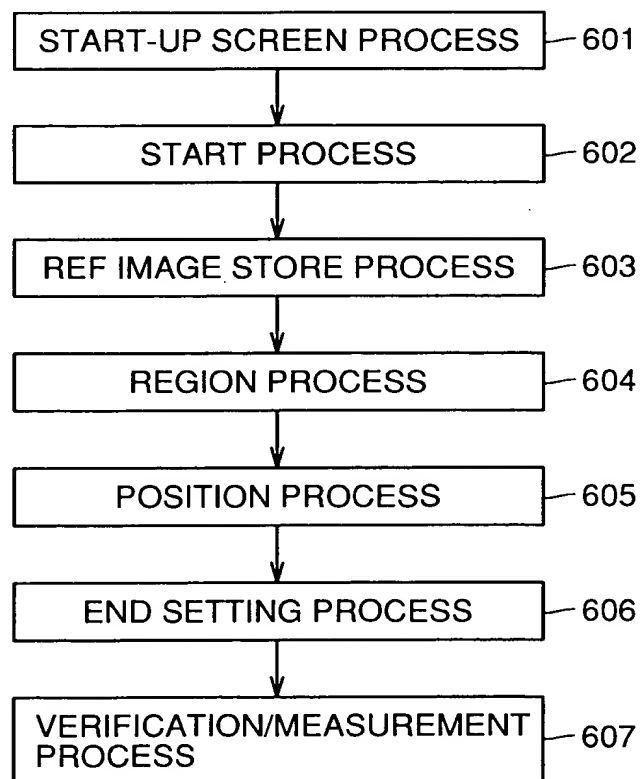 START-UP SCREEN PROCESS 601
START PROCESS 602
REF IMAGE STORE PROCESS 603
REGION PROCESS 604
POSITION PROCESS 605
END SETTING PROCESS 606
VERIFICATION/MEASUREMENT
PROCESS 607